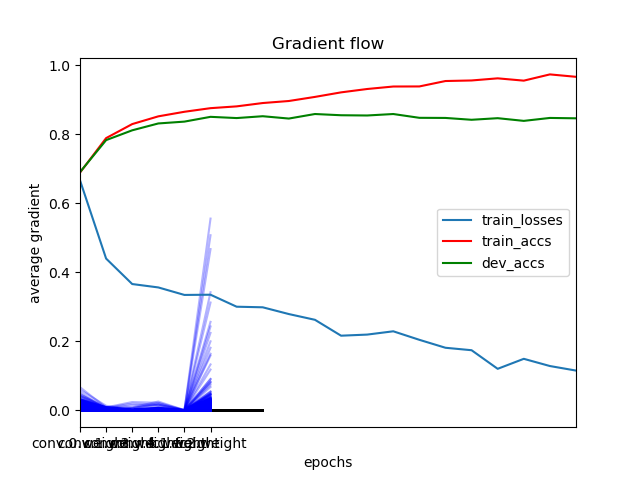 Gradient flow
1.0
0.8
0.6
0.4
0.2
0.0
average gradient
train_losses
train_accs
dev_accs
epochs